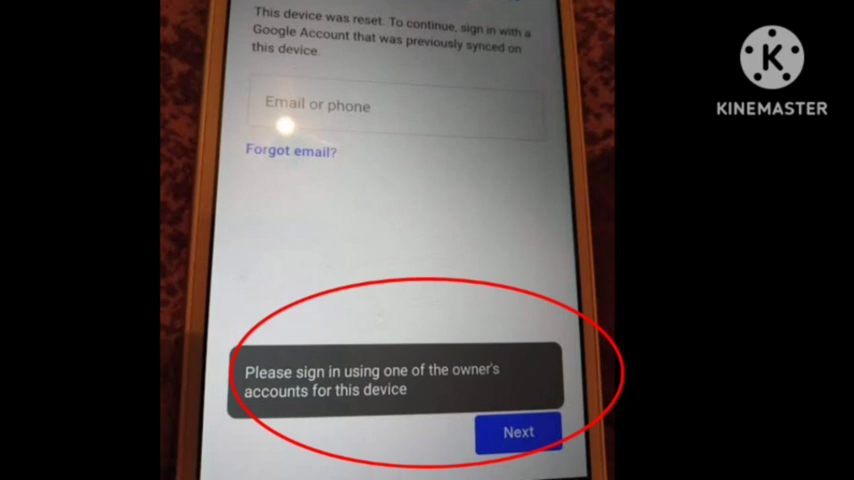 This device was reset. To continue, sign in with a
Google Account that was previously synced on
this device.
Email or phone
Forgot email?
Please sign in using one of the owner's
accounts for this device
Next
K
KINEMASTER